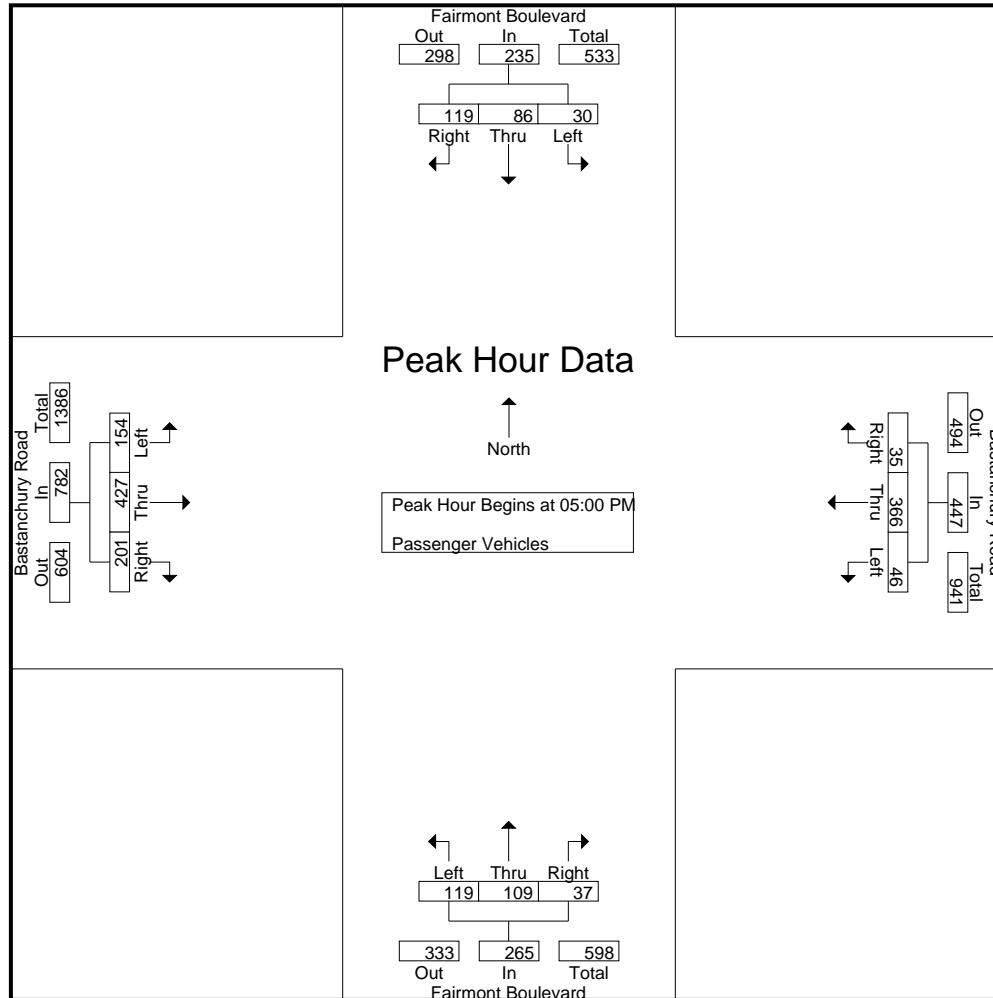 Fairmont Boulevard
Out In Total
298 235 533
119 86 30
Right Thru Left
Peak Hour Data
North
Peak Hour Begins at 05:00 PM
Passenger Vehicles
Bastanchury Road
Total In Out
1386 782 604
154 427 201
Left Thru Right
Right Thru Left
35 366 46
494 447 941
Out In Total
Road
Left Thru Right
119 109 37
333 265 598
Out In Total
Fairmont Boulevard